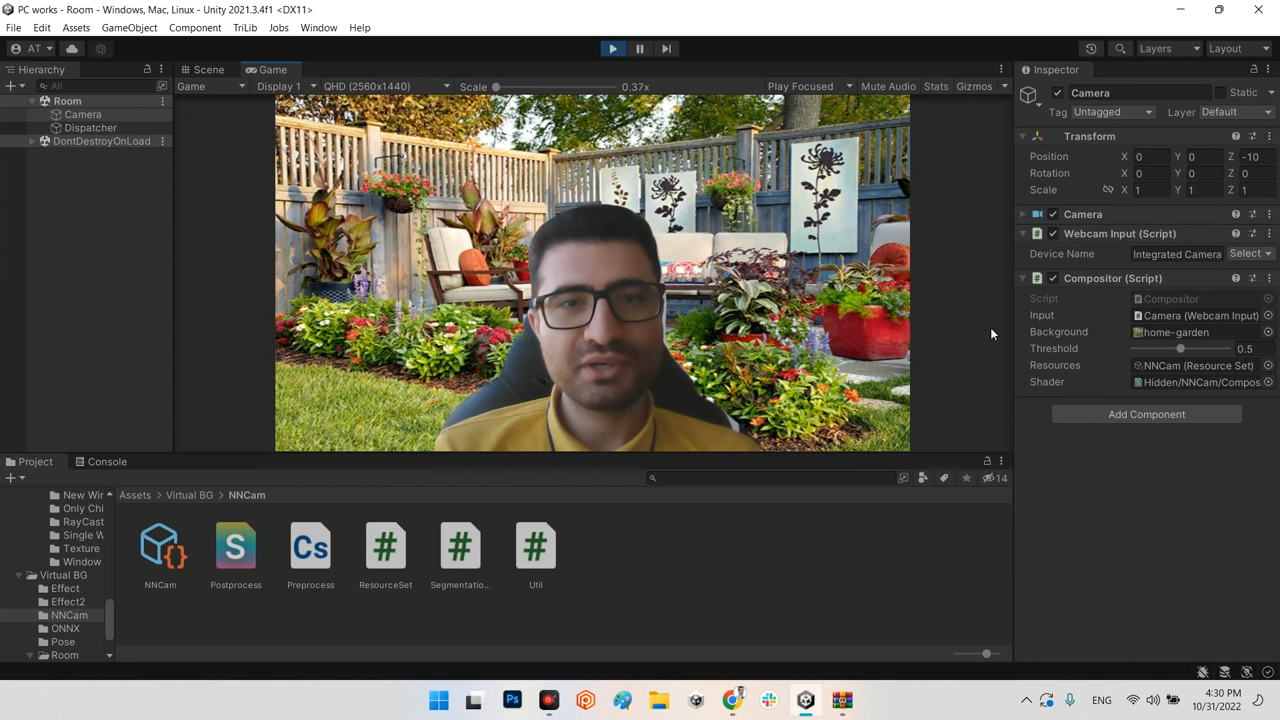 PC works - Room - Windows, Mac, Linux - Unity 2021.3.4f1 <DX11>
File Edit Assets GameObject Component TriLib Jobs Window Help
AT Layers Layout
Hierarchy Scene Game Inspector
All Game Display 1 QHD (2560x1440) Scale 0.37x Play Focused Mute Audio Stats Gizmos
Room
Camera
Dispatcher
DontDestroyOnLoad
Camera Static
Tag Untagged Layer Default
Transform
Position X 0 Y 0 Z -10
Rotation X 0 Y 0 Z 0
Scale X 1 Y 1 Z 1
Camera
Webcam Input (Script)
Device Name Integrated Camera Select
Compositor (Script)
Script Compositor
Input Camera (Webcam Input)
Background home-garden
Threshold 0.5
Resources NNCam (Resource Set)
Shader Hidden/NNCam/Compos
Add Component
Project Console
14
Assets > Virtual BG > NNCam
New Wir
Only Chi
RayCast
Single W
Texture
Window
Virtual BG
Effect
Effect2
NNCam
ONNX
Pose
Room
{} S Cs # # #
NNCam Postprocess Preprocess ResourceSet Segmentatio... Util
Ps ENG 4:30 PM
10/31/2022